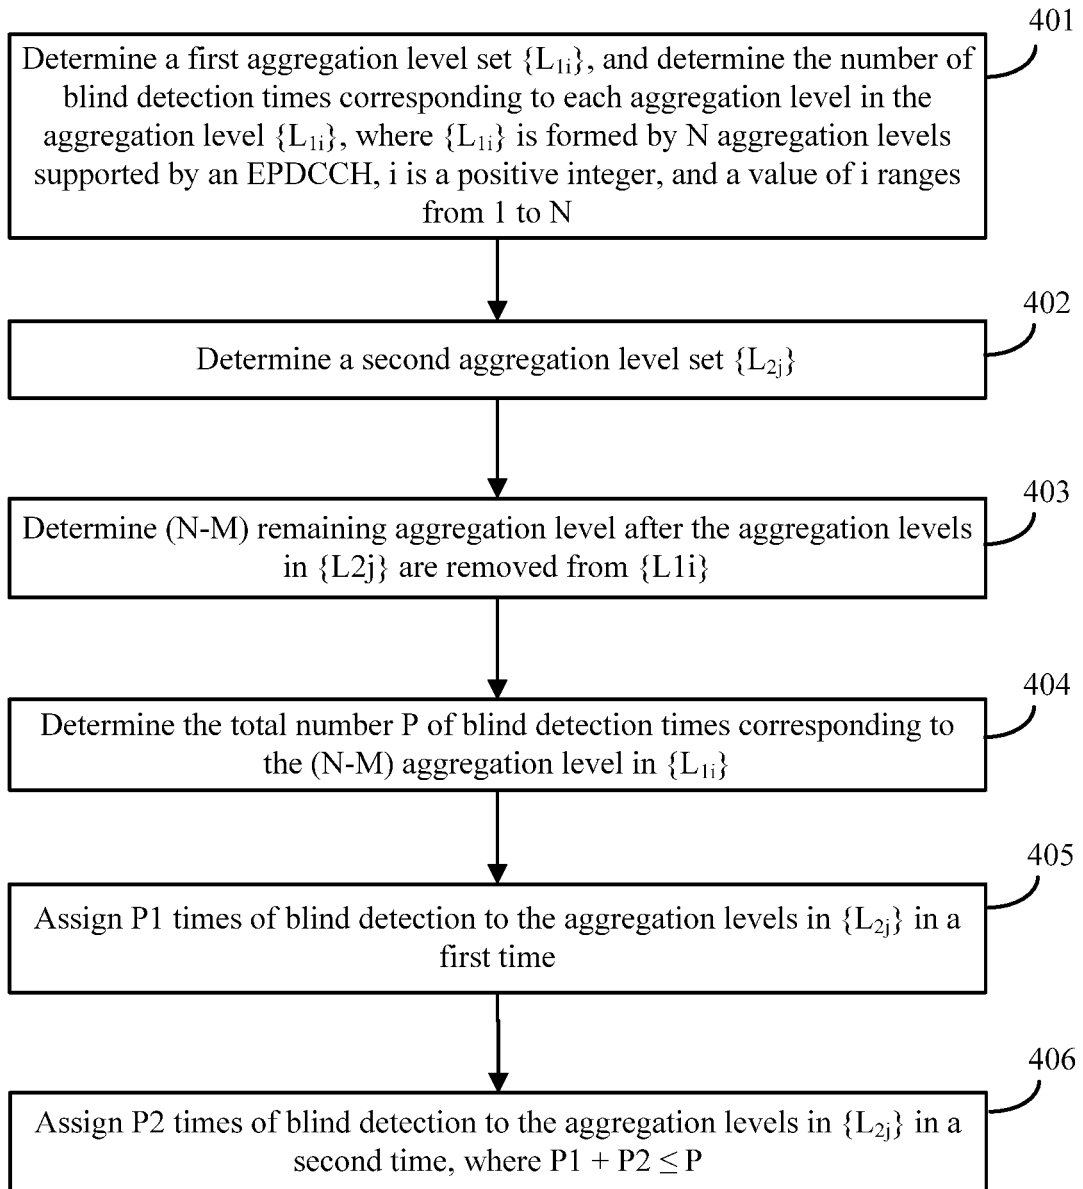 401
Determine a first aggregation level set {L₁ᵢ}, and determine the number of
blind detection times corresponding to each aggregation level in the
aggregation level {L₁ᵢ}, where {L₁ᵢ} is formed by N aggregation levels
supported by an EPDCCH, i is a positive integer, and a value of i ranges
from 1 to N
402
Determine a second aggregation level set {L₂ⱼ}
403
Determine (N-M) remaining aggregation level after the aggregation levels
in {L2j} are removed from {L1i}
404
Determine the total number P of blind detection times corresponding to
the (N-M) aggregation level in {L₁ᵢ}
405
Assign P1 times of blind detection to the aggregation levels in {L₂ⱼ} in a
first time
406
Assign P2 times of blind detection to the aggregation levels in {L₂ⱼ} in a
second time, where P1 + P2 ≤ P